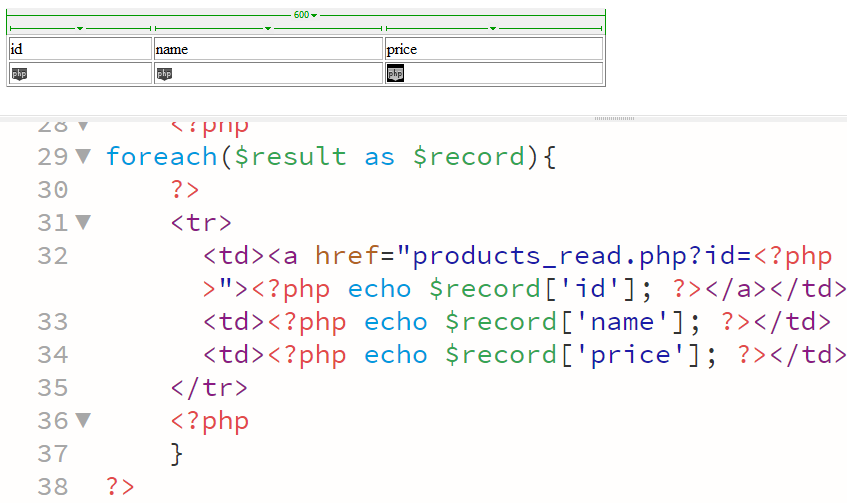 600
id name price
php php php
28 <?php
29 foreach($result as $record){
30 ?>
31 <tr>
32 <td><a href="products_read.php?id=<?php
>"><?php echo $record['id']; ?></a></td>
33 <td><?php echo $record['name']; ?></td>
34 <td><?php echo $record['price']; ?></td>
35 </tr>
36 <?php
37 }
38 ?>